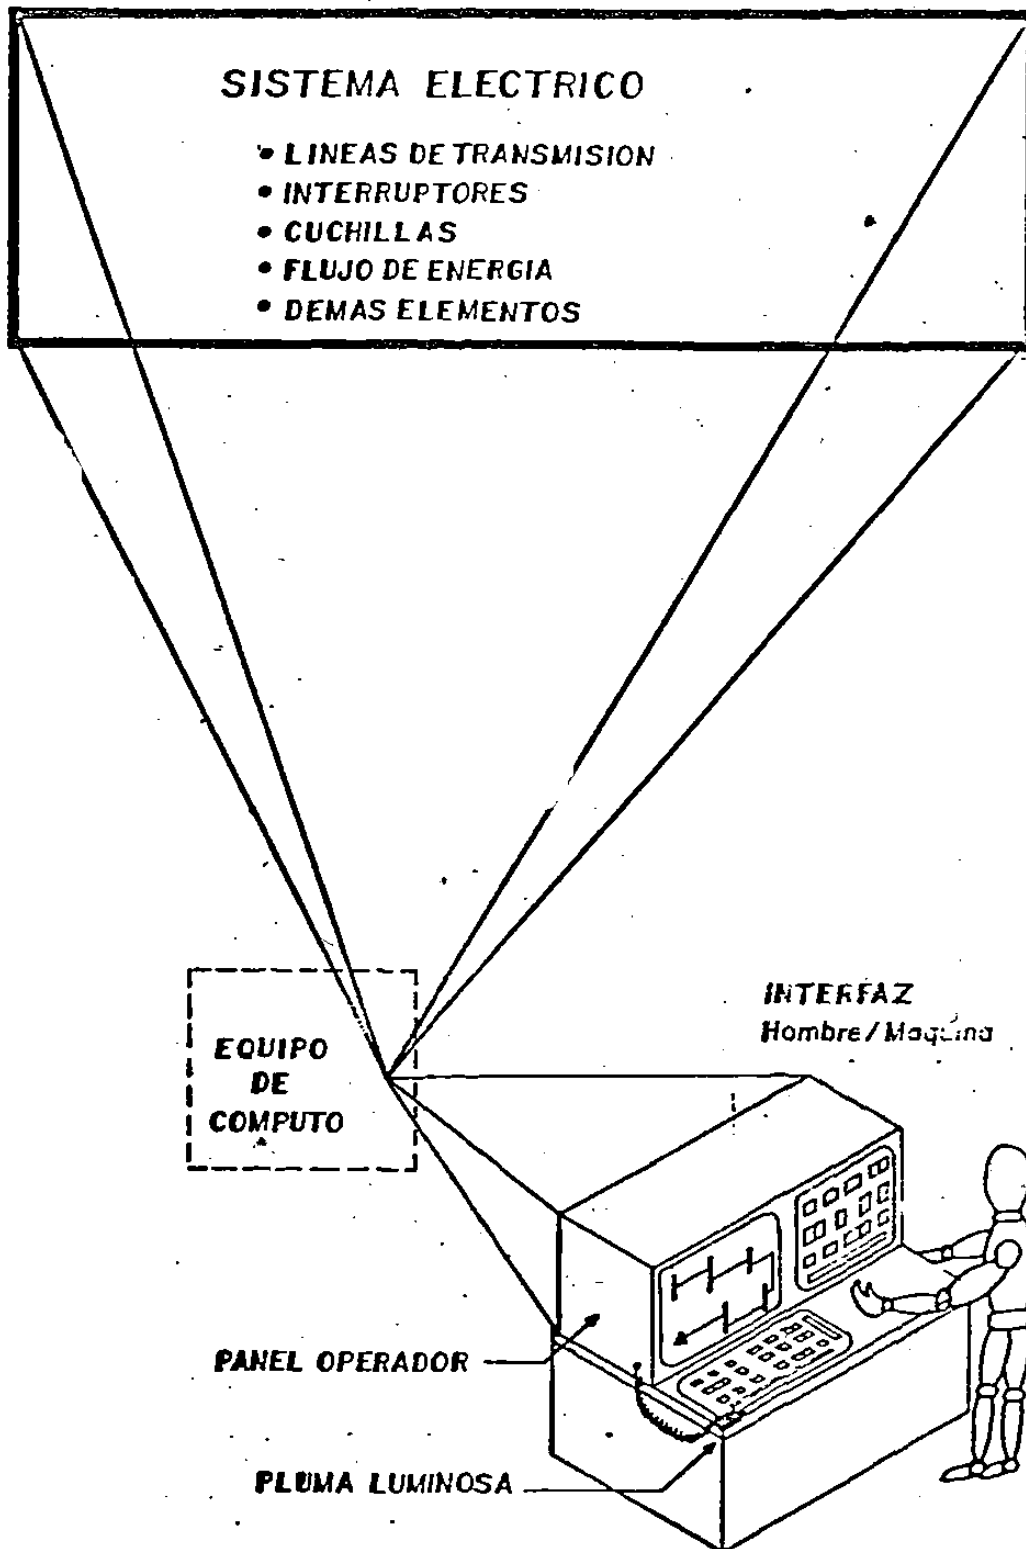 SISTEMA ELECTRICO
• LINEAS DE TRANSMISION
• INTERRUPTORES
• CUCHILLAS
• FLUJO DE ENERGIA
• DEMAS ELEMENTOS
INTERFAZ
Hombre/Maquina
EQUIPO
DE
COMPUTO
PANEL OPERADOR
PLUMA LUMINOSA